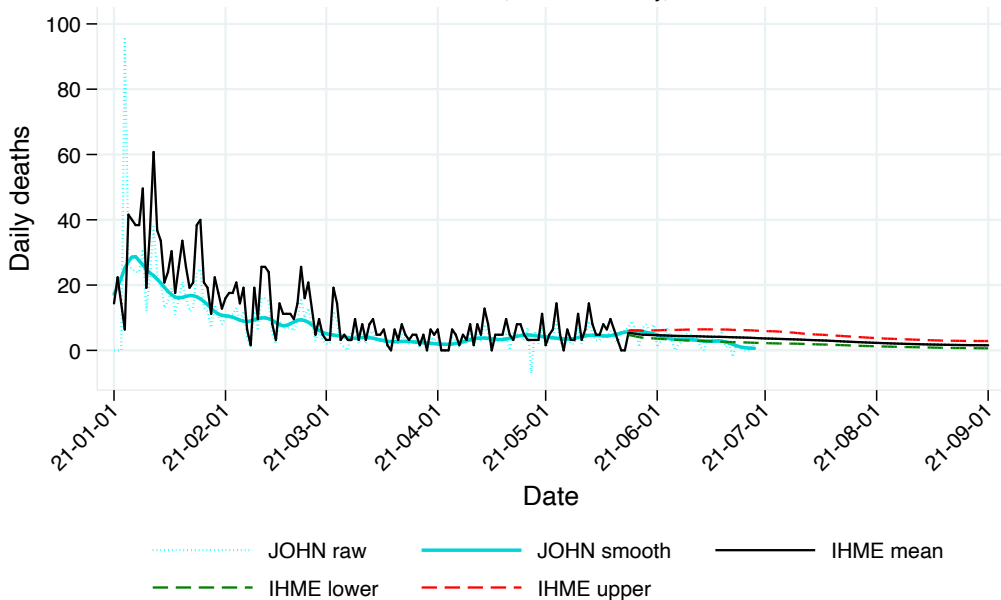 100
80
60
40
20
0
Daily deaths
21-01-01
21-02-01
21-03-01
21-04-01
21-05-01
21-06-01
21-07-01
21-08-01
21-09-01
Date
JOHN raw
JOHN smooth
IHME mean
IHME lower
IHME upper